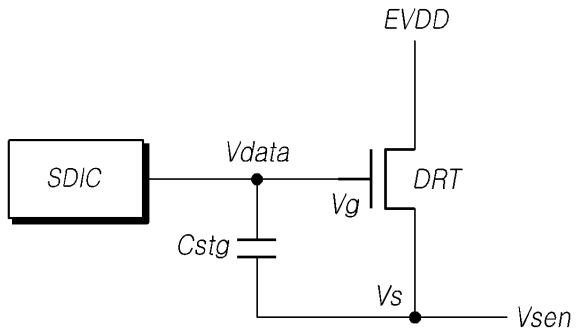 EVDD
Vdata
SDIC
DRT
Vg
Cstg
Vs
Vsen